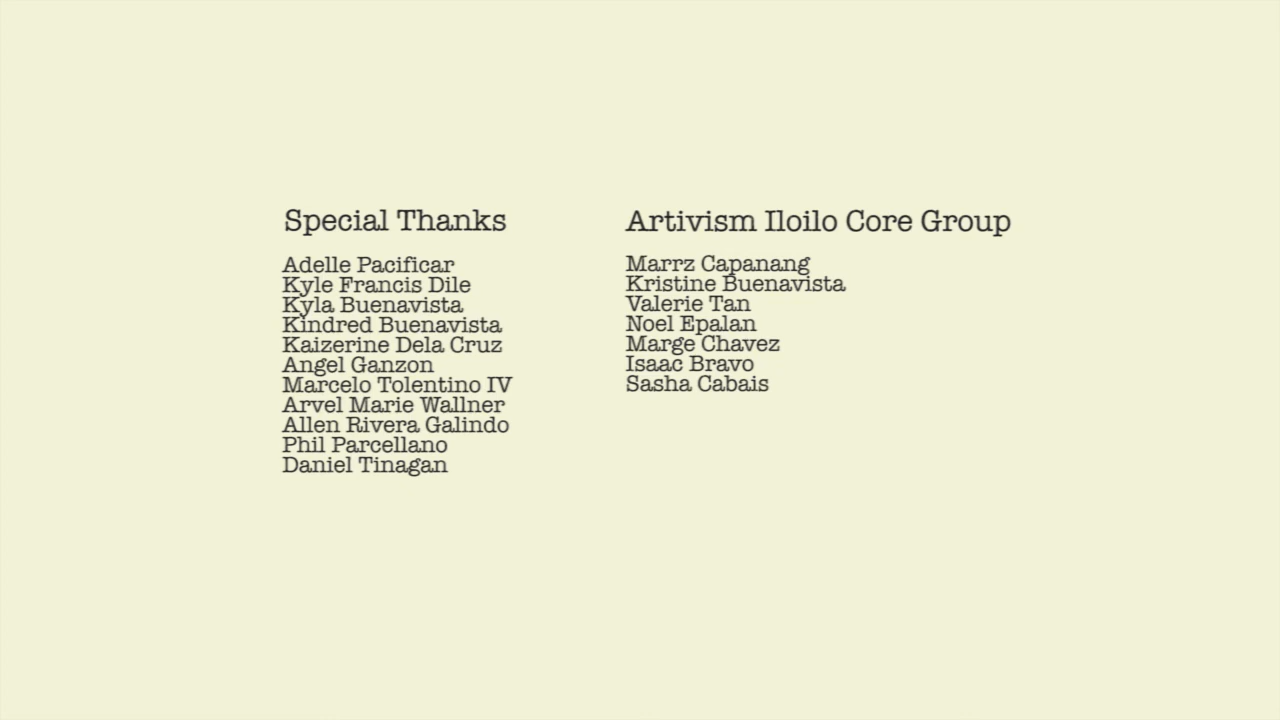 Special Thanks
Adelle Pacificar
Kyle Francis Dile
Kyla Buenavista
Kindred Buenavista
Kaizerine Dela Cruz
Angel Ganzon
Marcelo Tolentino IV
Arvel Marie Wallner
Allen Rivera Galindo
Phil Parcellano
Daniel Tinagan
Artivism Iloilo Core Group
Marrz Capanang
Kristine Buenavista
Valerie Tan
Noel Epalan
Marge Chavez
Isaac Bravo
Sasha Cabais